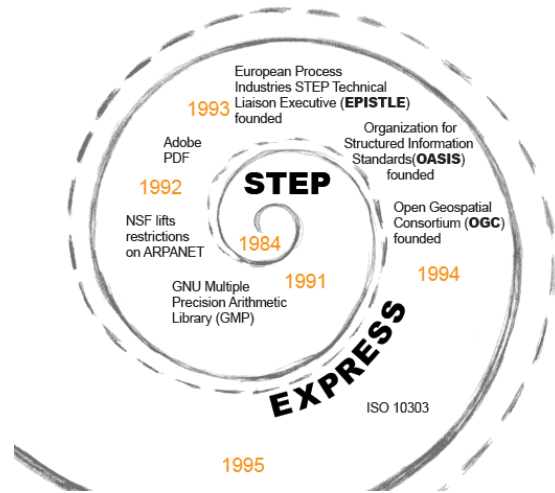 European Process
Industries STEP Technical
Liaison Executive (EPISTLE)
founded
1993
Organization for
Structured Information
Standards(OASIS)
founded
Adobe
PDF
1992
STEP
NSF lifts
restrictions
on ARPANET
1984
Open Geospatial
Consortium (OGC)
founded
1994
1991
GNU Multiple
Precision Arithmetic
Library (GMP)
EXPRESS
ISO 10303
1995